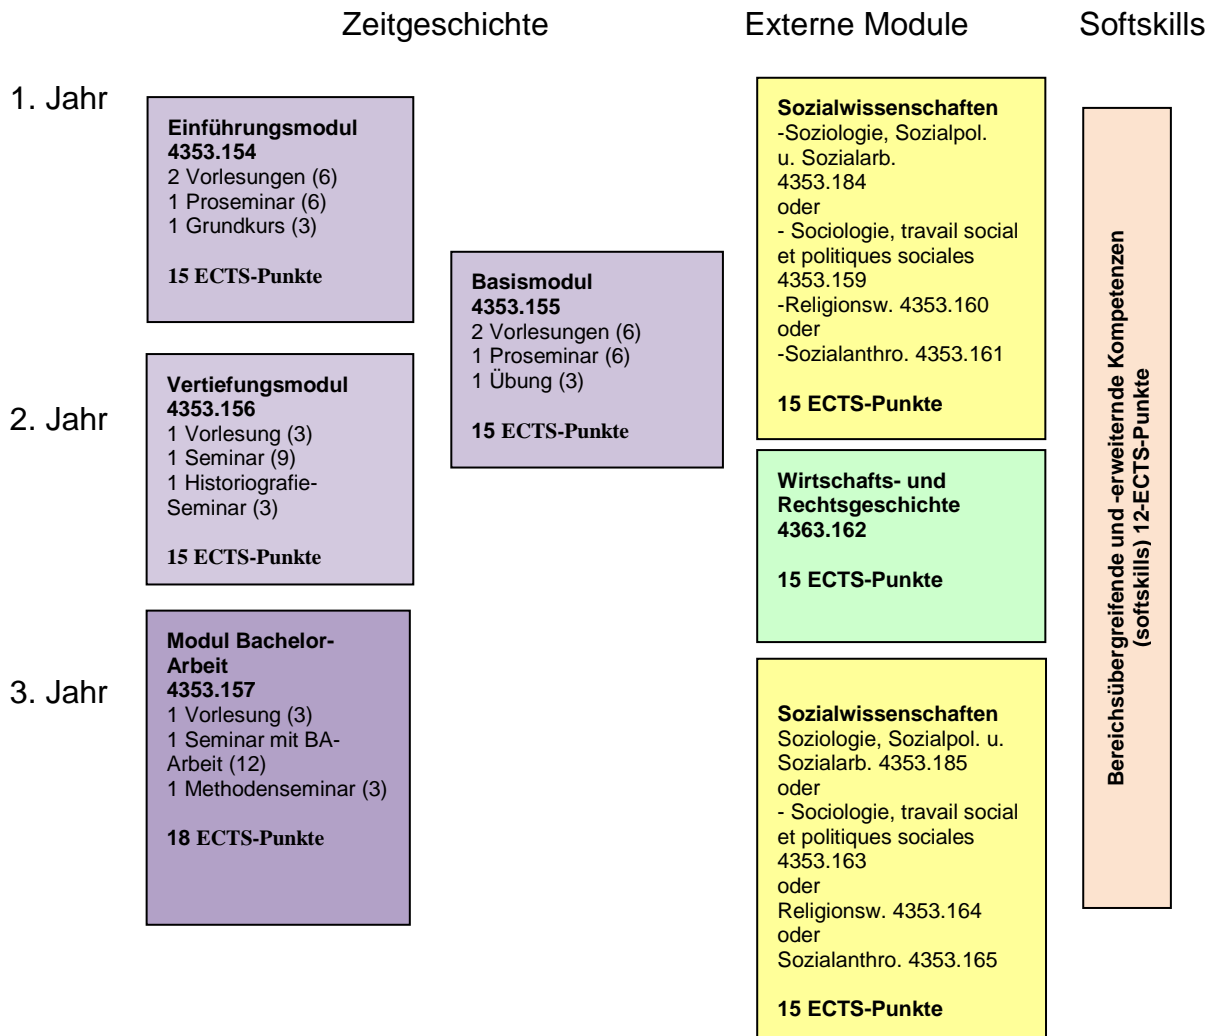 Zeitgeschichte
Externe Module
Softskills
1. Jahr
Einführungsmodul
4353.154
2 Vorlesungen (6)
1 Proseminar (6)
1 Grundkurs (3)
15 ECTS-Punkte
Basismodul
4353.155
2 Vorlesungen (6)
1 Proseminar (6)
1 Übung (3)
15 ECTS-Punkte
Sozialwissenschaften
-Soziologie, Sozialpol.
u. Sozialarb.
4353.184
oder
- Sociologie, travail social
et politiques sociales
4353.159
-Religionsw. 4353.160
oder
-Sozialanthro. 4353.161
15 ECTS-Punkte
2. Jahr
Vertiefungsmodul
4353.156
1 Vorlesung (3)
1 Seminar (9)
1 Historiografie-
Seminar (3)
15 ECTS-Punkte
Wirtschafts- und
Rechtsgeschichte
4363.162
15 ECTS-Punkte
3. Jahr
Modul Bachelor-
Arbeit
4353.157
1 Vorlesung (3)
1 Seminar mit BA-
Arbeit (12)
1 Methodenseminar (3)
18 ECTS-Punkte
Sozialwissenschaften
Soziologie, Sozialpol. u.
Sozialarb. 4353.185
oder
- Sociologie, travail social
et politiques sociales
4353.163
oder
Religionsw. 4353.164
oder
Sozialanthro. 4353.165
15 ECTS-Punkte
Bereichsübergreifende und -erweiternde Kompetenzen
(softskills) 12-ECTS-Punkte